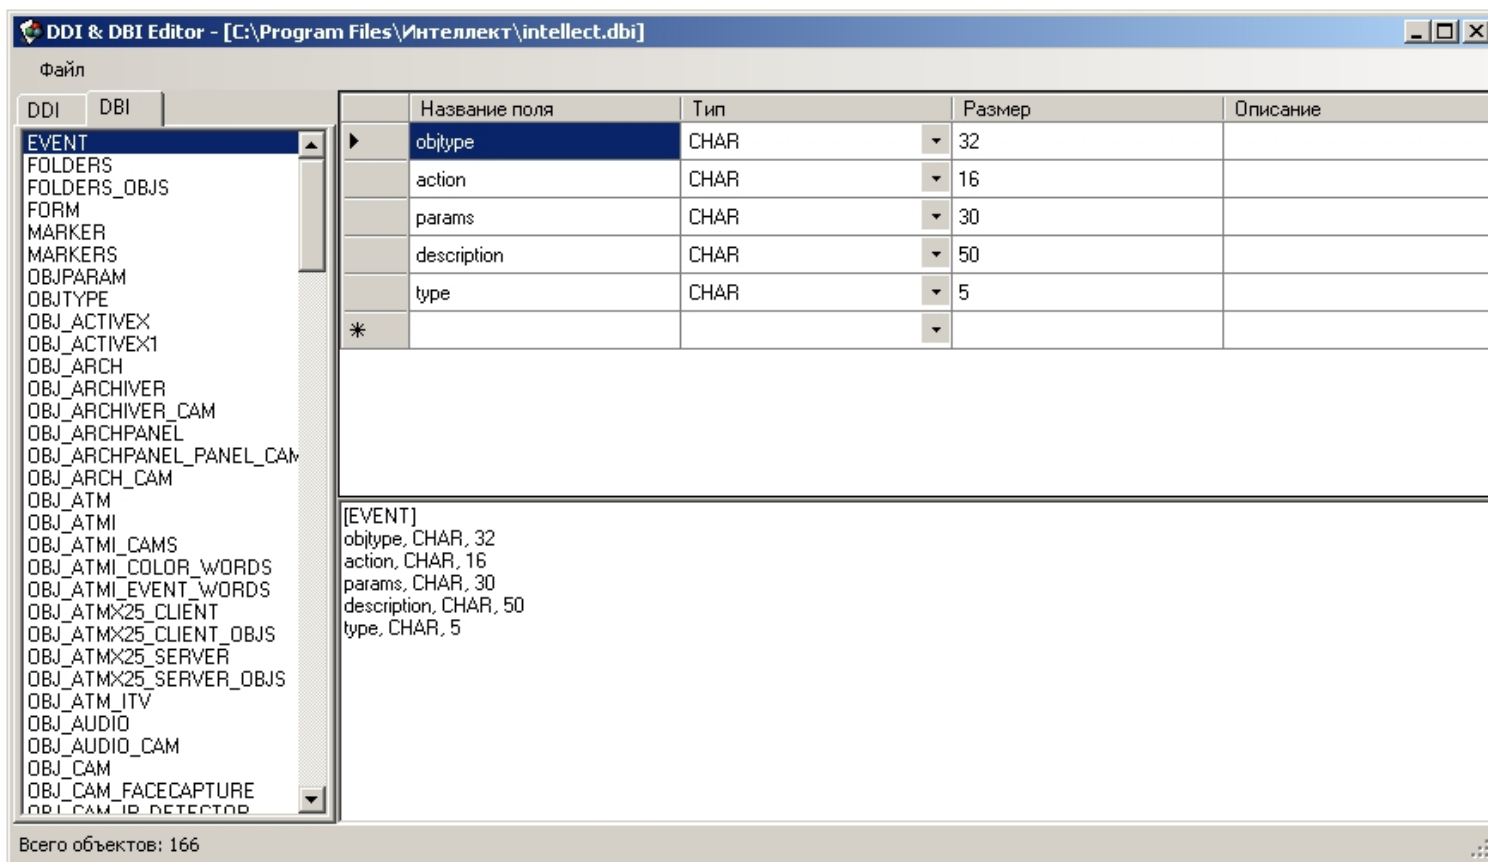 DDI & DBI Editor - [C:\Program Files\Интеллект\intellect.dbi]
Файл
DDI DBI
EVENT
FOLDERS
FOLDERS_OBJS
FORM
MARKER
MARKERS
OBJPARAM
OBJTYPE
OBJ_ACTIVEX
OBJ_ACTIVEX1
OBJ_ARCH
OBJ_ARCHIVER
OBJ_ARCHIVER_CAM
OBJ_ARCHPANEL
OBJ_ARCHPANEL_PANEL_CAM
OBJ_ARCH_CAM
OBJ_ATM
OBJ_ATMI
OBJ_ATMI_CAMS
OBJ_ATMI_COLOR_WORDS
OBJ_ATMI_EVENT_WORDS
OBJ_ATMX25_CLIENT
OBJ_ATMX25_CLIENT_OBJS
OBJ_ATMX25_SERVER
OBJ_ATMX25_SERVER_OBJS
OBJ_ATM_ITV
OBJ_AUDIO
OBJ_AUDIO_CAM
OBJ_CAM
OBJ_CAM_FACECAPTURE
OBJ_CAM_IR_DETECTOR
Название поля Тип Размер Описание
objtype CHAR 32
action CHAR 16
params CHAR 30
description CHAR 50
type CHAR 5
[EVENT]
objtype, CHAR, 32
action, CHAR, 16
params, CHAR, 30
description, CHAR, 50
type, CHAR, 5
Всего объектов: 166